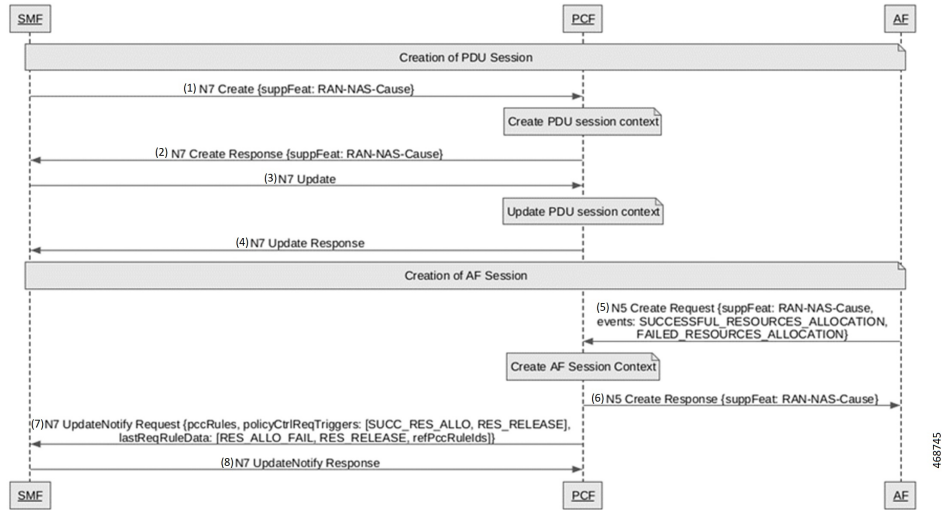 SMF
PCF
AF
Creation of PDU Session
(1) N7 Create {suppFeat: RAN-NAS-Cause}
Create PDU session context
(2) N7 Create Response {suppFeat: RAN-NAS-Cause}
(3) N7 Update
Update PDU session context
(4) N7 Update Response
Creation of AF Session
(5) N5 Create Request {suppFeat: RAN-NAS-Cause,
events: SUCCESSFUL_RESOURCES_ALLOCATION,
FAILED_RESOURCES_ALLOCATION}
Create AF Session Context
(6) N5 Create Response {suppFeat: RAN-NAS-Cause}
(7) N7 UpdateNotify Request {pccRules, policyCtrlReqTriggers: [SUCC_RES_ALLO, RES_RELEASE],
lastReqRuleData: [RES_ALLO_FAIL, RES_RELEASE, refPccRuleIds]}
(8) N7 UpdateNotify Response
SMF
PCF
AF
468745